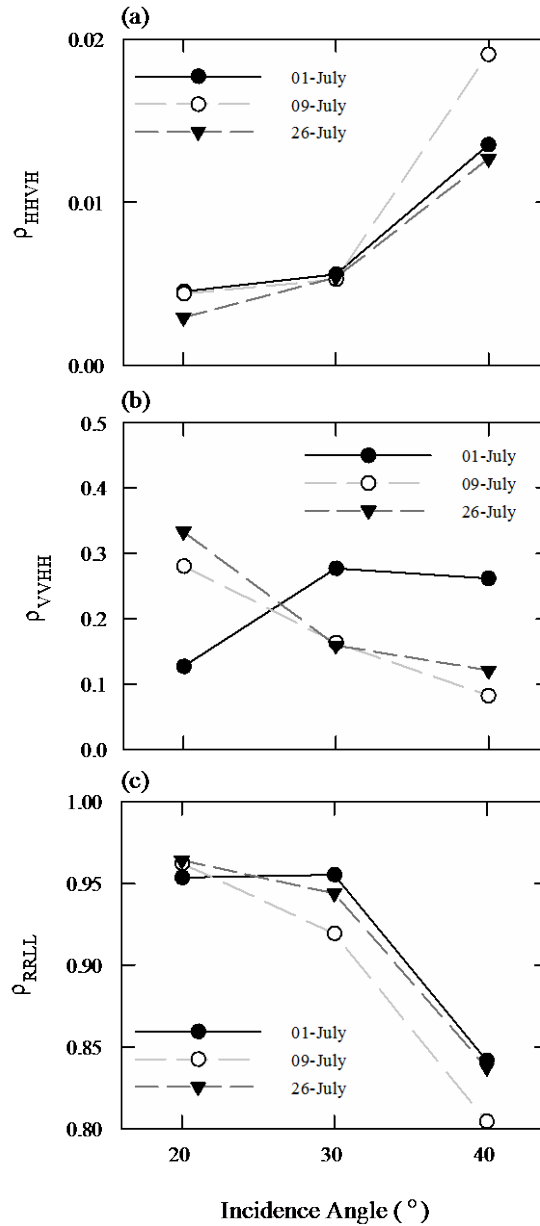 (a)
0.02
01-July
09-July
26-July
0.01
ρHHVH
0.00
(b)
0.5
01-July
0.4
09-July
26-July
0.3
ρVVHH
0.2
0.1
0.0
(c)
1.00
0.95
ρRRLL
0.90
0.85
01-July
09-July
26-July
0.80
20 30 40
Incidence Angle (°)